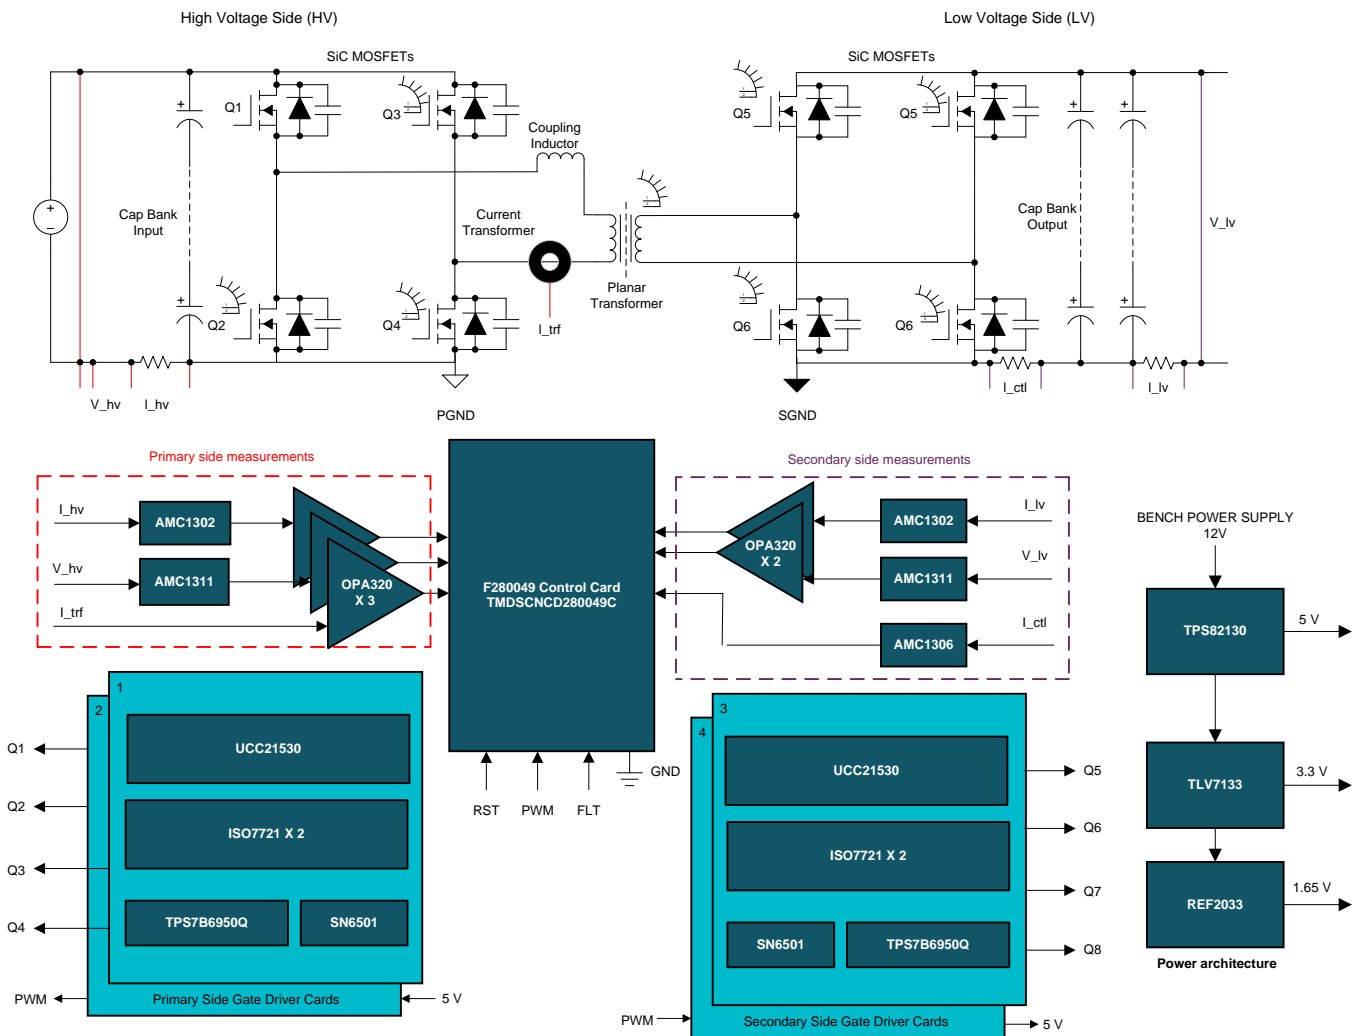 High Voltage Side (HV)
Low Voltage Side (LV)
SiC MOSFETs
SiC MOSFETs
Q1
Q3
Q5
Q5
Coupling
Inductor
Cap Bank
Input
Current
Transformer
Cap Bank
Output
V_lv
Planar
Transformer
Q2
Q4
I_trf
Q6
Q6
V_hv
I_hv
I_ctl
I_lv
PGND
SGND
Primary side measurements
Secondary side measurements
I_hv
AMC1302
V_hv
AMC1311
OPA320
X 3
I_trf
F280049 Control Card
TMDSCNCD280049C
OPA320
X 2
AMC1302
I_lv
AMC1311
V_lv
AMC1306
I_ctl
BENCH POWER SUPPLY
12V
TPS82130
5 V
TLV7133
3.3 V
REF2033
1.65 V
Power architecture
RST
PWM
FLT
GND
1
2
UCC21530
ISO7721 X 2
TPS7B6950Q
SN6501
Q1
Q2
Q3
Q4
PWM
Primary Side Gate Driver Cards
5 V
3
4
UCC21530
ISO7721 X 2
SN6501
TPS7B6950Q
Q5
Q6
Q7
Q8
PWM
Secondary Side Gate Driver Cards
5 V